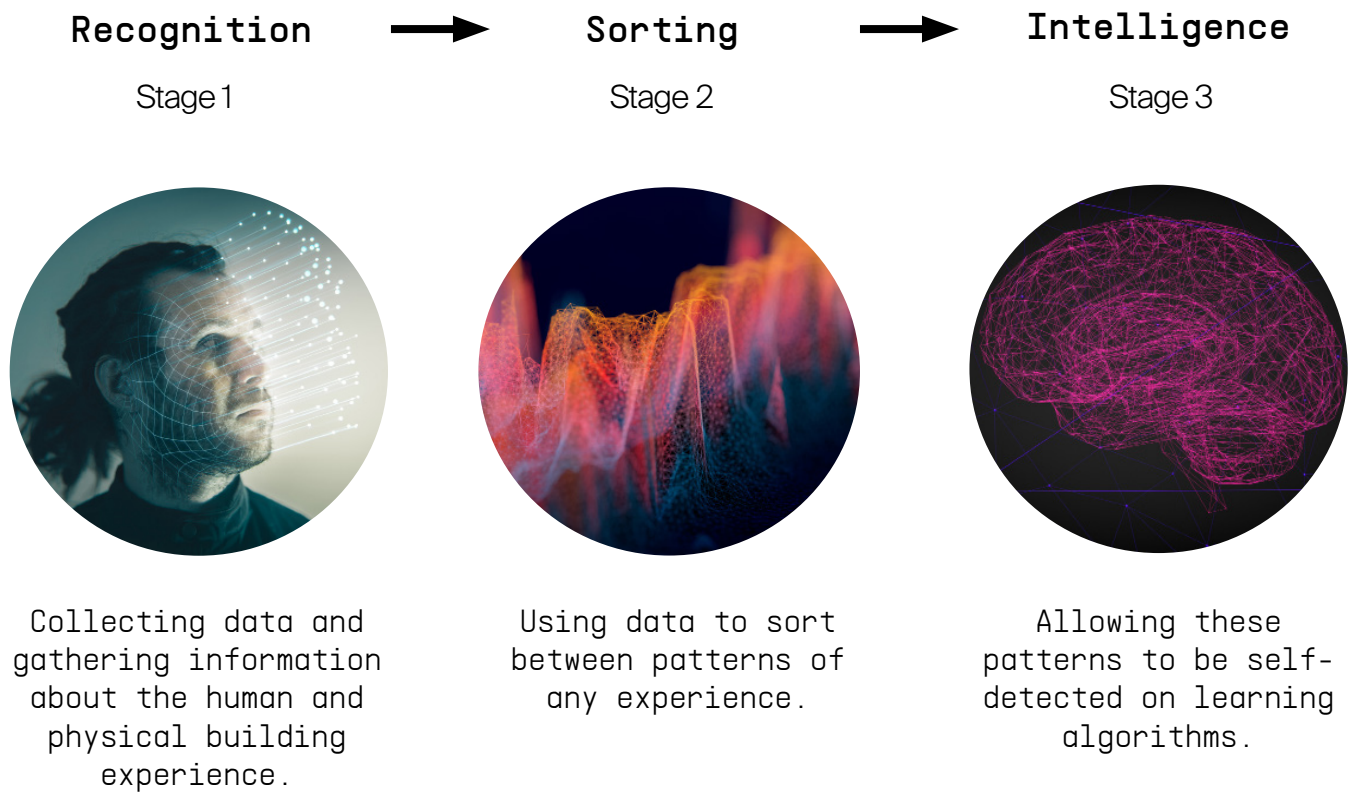 Recognition
Sorting
Intelligence
Stage 1
Stage 2
Stage 3
Collecting data and
gathering information
about the human and
physical building
experience.
Using data to sort
between patterns of
any experience.
Allowing these
patterns to be self-
detected on learning
algorithms.